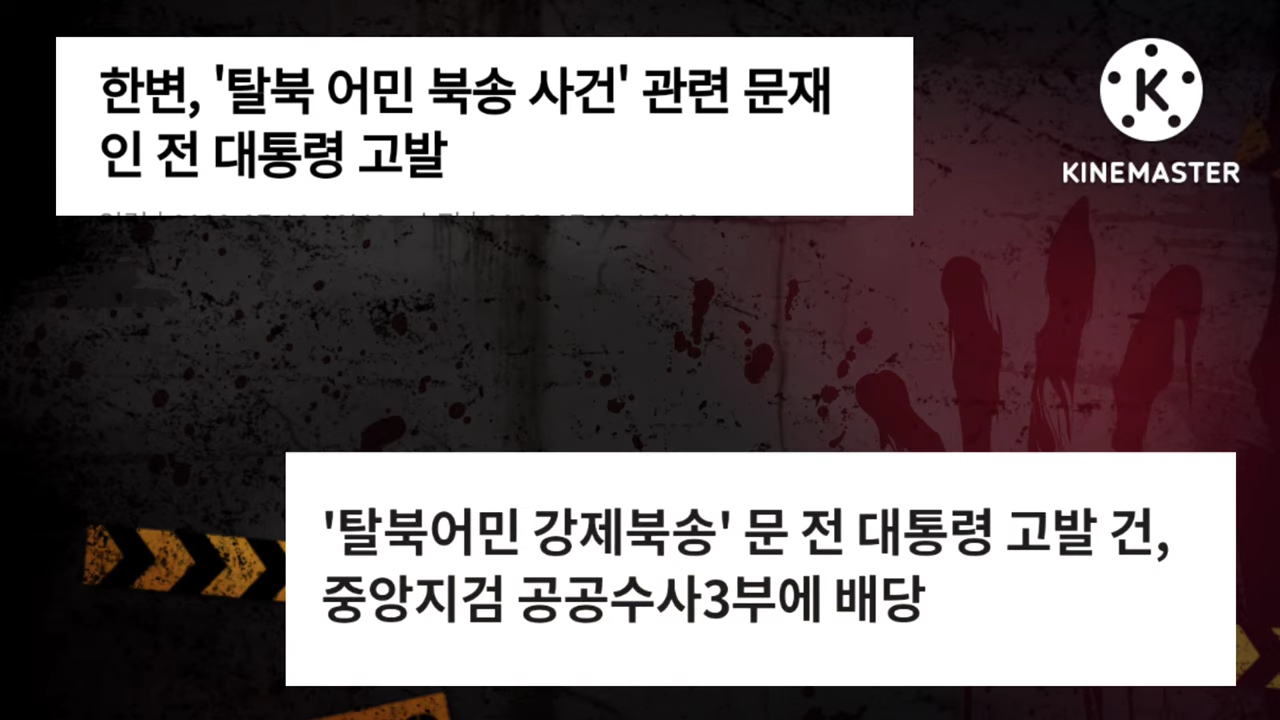 한변, '탈북 어민 북송 사건' 관련 문재
인 전 대통령 고발
KINEMASTER
'탈북어민 강제북송' 문 전 대통령 고발 건,
중앙지검 공공수사3부에 배당